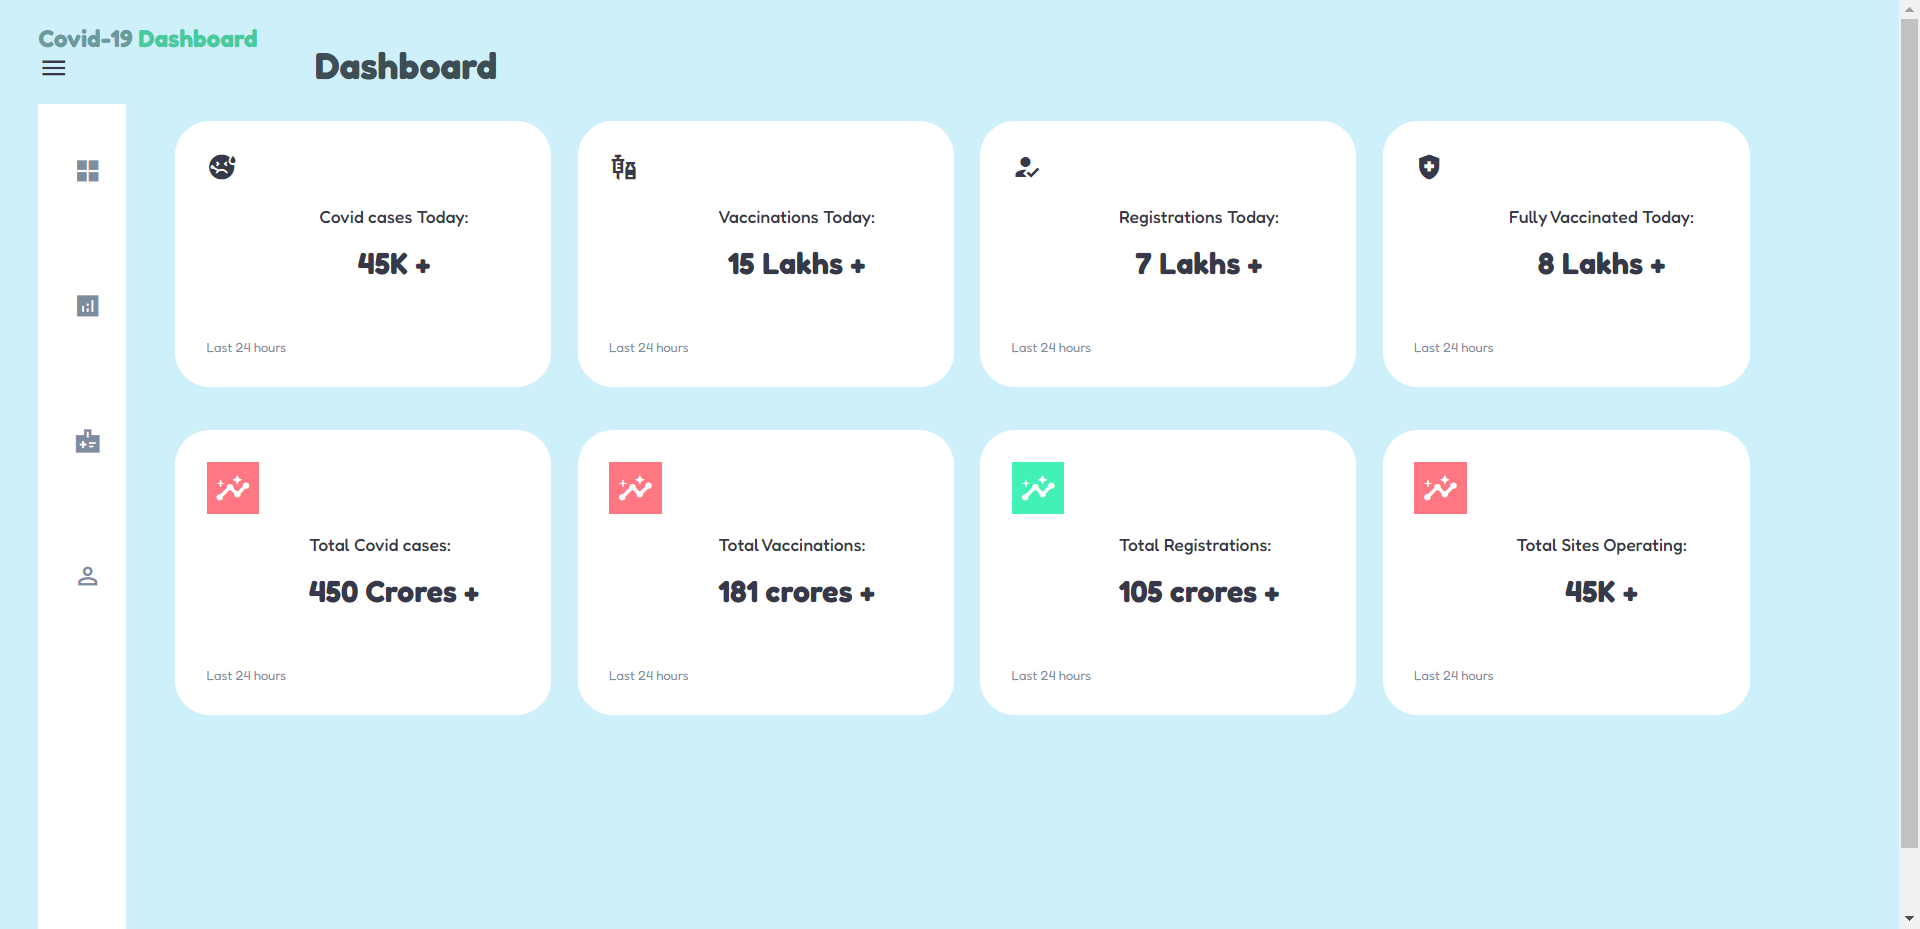 Covid-19 Dashboard
Dashboard
Covid cases Today:
45K +
Last 24 hours
Vaccinations Today:
15 Lakhs +
Last 24 hours
Registrations Today:
7 Lakhs +
Last 24 hours
Fully Vaccinated Today:
8 Lakhs +
Last 24 hours
Total Covid cases:
450 Crores +
Last 24 hours
Total Vaccinations:
181 crores +
Last 24 hours
Total Registrations:
105 crores +
Last 24 hours
Total Sites Operating:
45K +
Last 24 hours